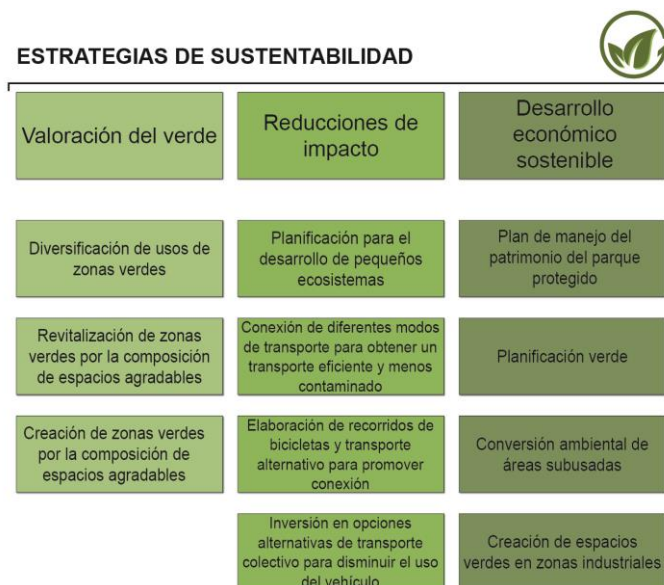 ESTRATEGIAS DE SUSTENTABILIDAD
Valoración del verde
Reducciones de
impacto
Desarrollo
económico
sostenible
Diversificación de usos de
zonas verdes
Planificación para el
desarrollo de pequeños
ecosistemas
Plan de manejo del
patrimonio del parque
protegido
Revitalización de zonas
verdes por la composición
de espacios agradables
Conexión de diferentes modos
de transporte para obtener un
transporte eficiente y menos
contaminado
Planificación verde
Creación de zonas verdes
por la composición de
espacios agradables
Elaboración de recorridos de
bicicletas y transporte
alternativo para promover
conexión
Conversión ambiental de
áreas subusadas
Inversión en opciones
alternativas de transporte
colectivo para disminuir el uso
del vehículo
Creación de espacios
verdes en zonas industriales